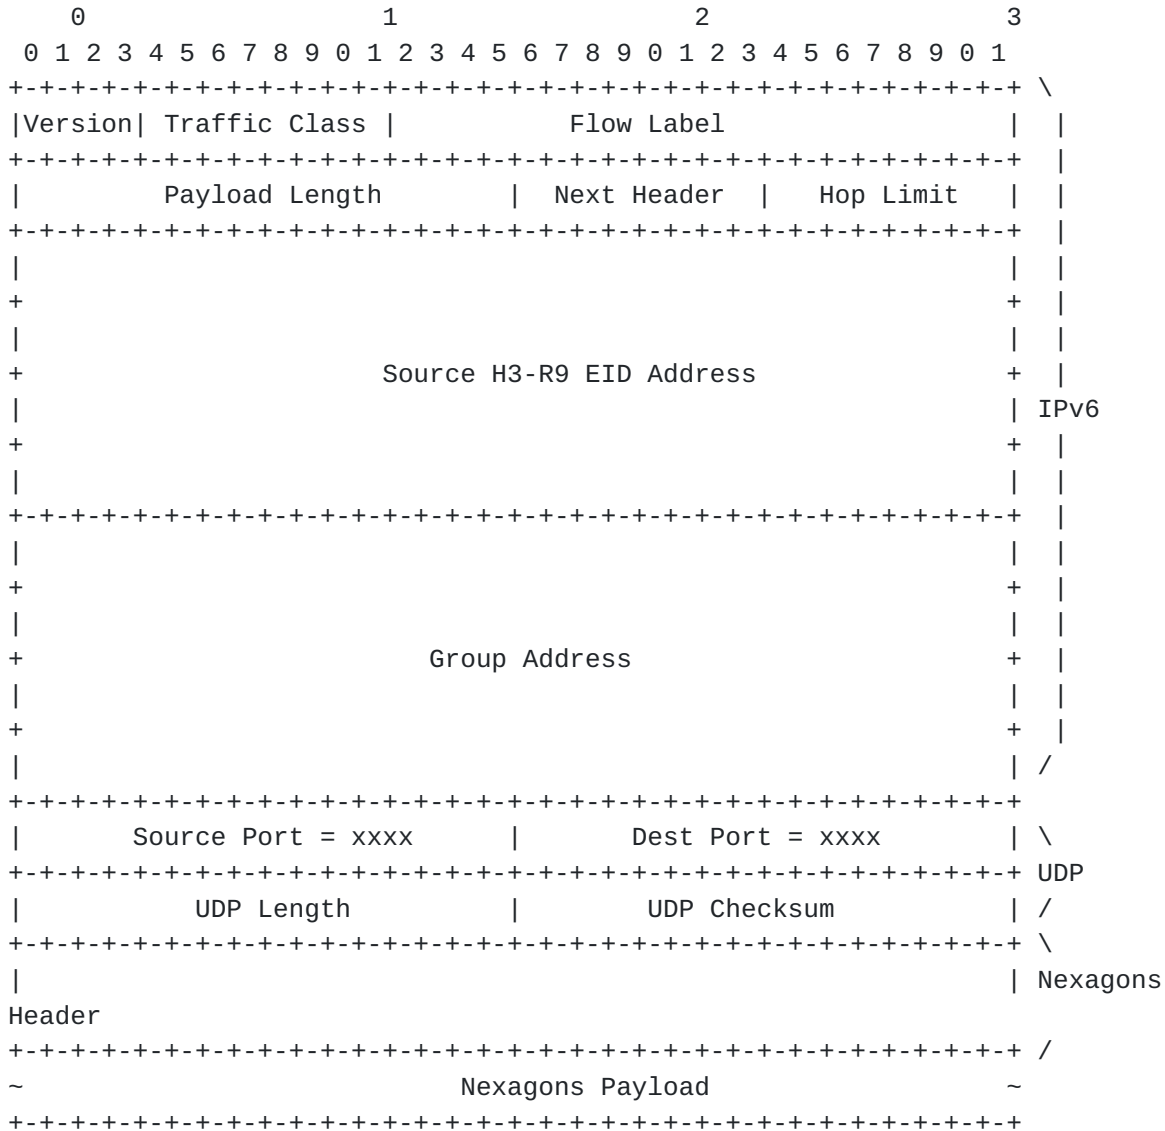 0                   1                   2                   3
 0 1 2 3 4 5 6 7 8 9 0 1 2 3 4 5 6 7 8 9 0 1 2 3 4 5 6 7 8 9 0 1
+-+-+-+-+-+-+-+-+-+-+-+-+-+-+-+-+-+-+-+-+-+-+-+-+-+-+-+-+-+-+-+-+ \
|Version| Traffic Class |           Flow Label                  |  |
+-+-+-+-+-+-+-+-+-+-+-+-+-+-+-+-+-+-+-+-+-+-+-+-+-+-+-+-+-+-+-+-+  |
|         Payload Length        |  Next Header  |   Hop Limit   |  |
+-+-+-+-+-+-+-+-+-+-+-+-+-+-+-+-+-+-+-+-+-+-+-+-+-+-+-+-+-+-+-+-+  |
|                                                               |  |
+                                                               +  |
|                                                               |  |
+                       Source H3-R9 EID Address                +  |
|                                                               | IPv6
+                                                               +  |
|                                                               |  |
+-+-+-+-+-+-+-+-+-+-+-+-+-+-+-+-+-+-+-+-+-+-+-+-+-+-+-+-+-+-+-+-+  |
|                                                               |  |
+                                                               +  |
|                                                               |  |
+                          Group Address                        +  |
|                                                               |  |
+                                                               +  |
|                                                               | /
+-+-+-+-+-+-+-+-+-+-+-+-+-+-+-+-+-+-+-+-+-+-+-+-+-+-+-+-+-+-+-+-+
|       Source Port = xxxx      |       Dest Port = xxxx        | \
+-+-+-+-+-+-+-+-+-+-+-+-+-+-+-+-+-+-+-+-+-+-+-+-+-+-+-+-+-+-+-+-+ UDP
|           UDP Length          |        UDP Checksum           | /
+-+-+-+-+-+-+-+-+-+-+-+-+-+-+-+-+-+-+-+-+-+-+-+-+-+-+-+-+-+-+-+-+ \
|                                                               | Nexagons
Header
+-+-+-+-+-+-+-+-+-+-+-+-+-+-+-+-+-+-+-+-+-+-+-+-+-+-+-+-+-+-+-+-+ /
~                            Nexagons Payload                   ~
+-+-+-+-+-+-+-+-+-+-+-+-+-+-+-+-+-+-+-+-+-+-+-+-+-+-+-+-+-+-+-+-+